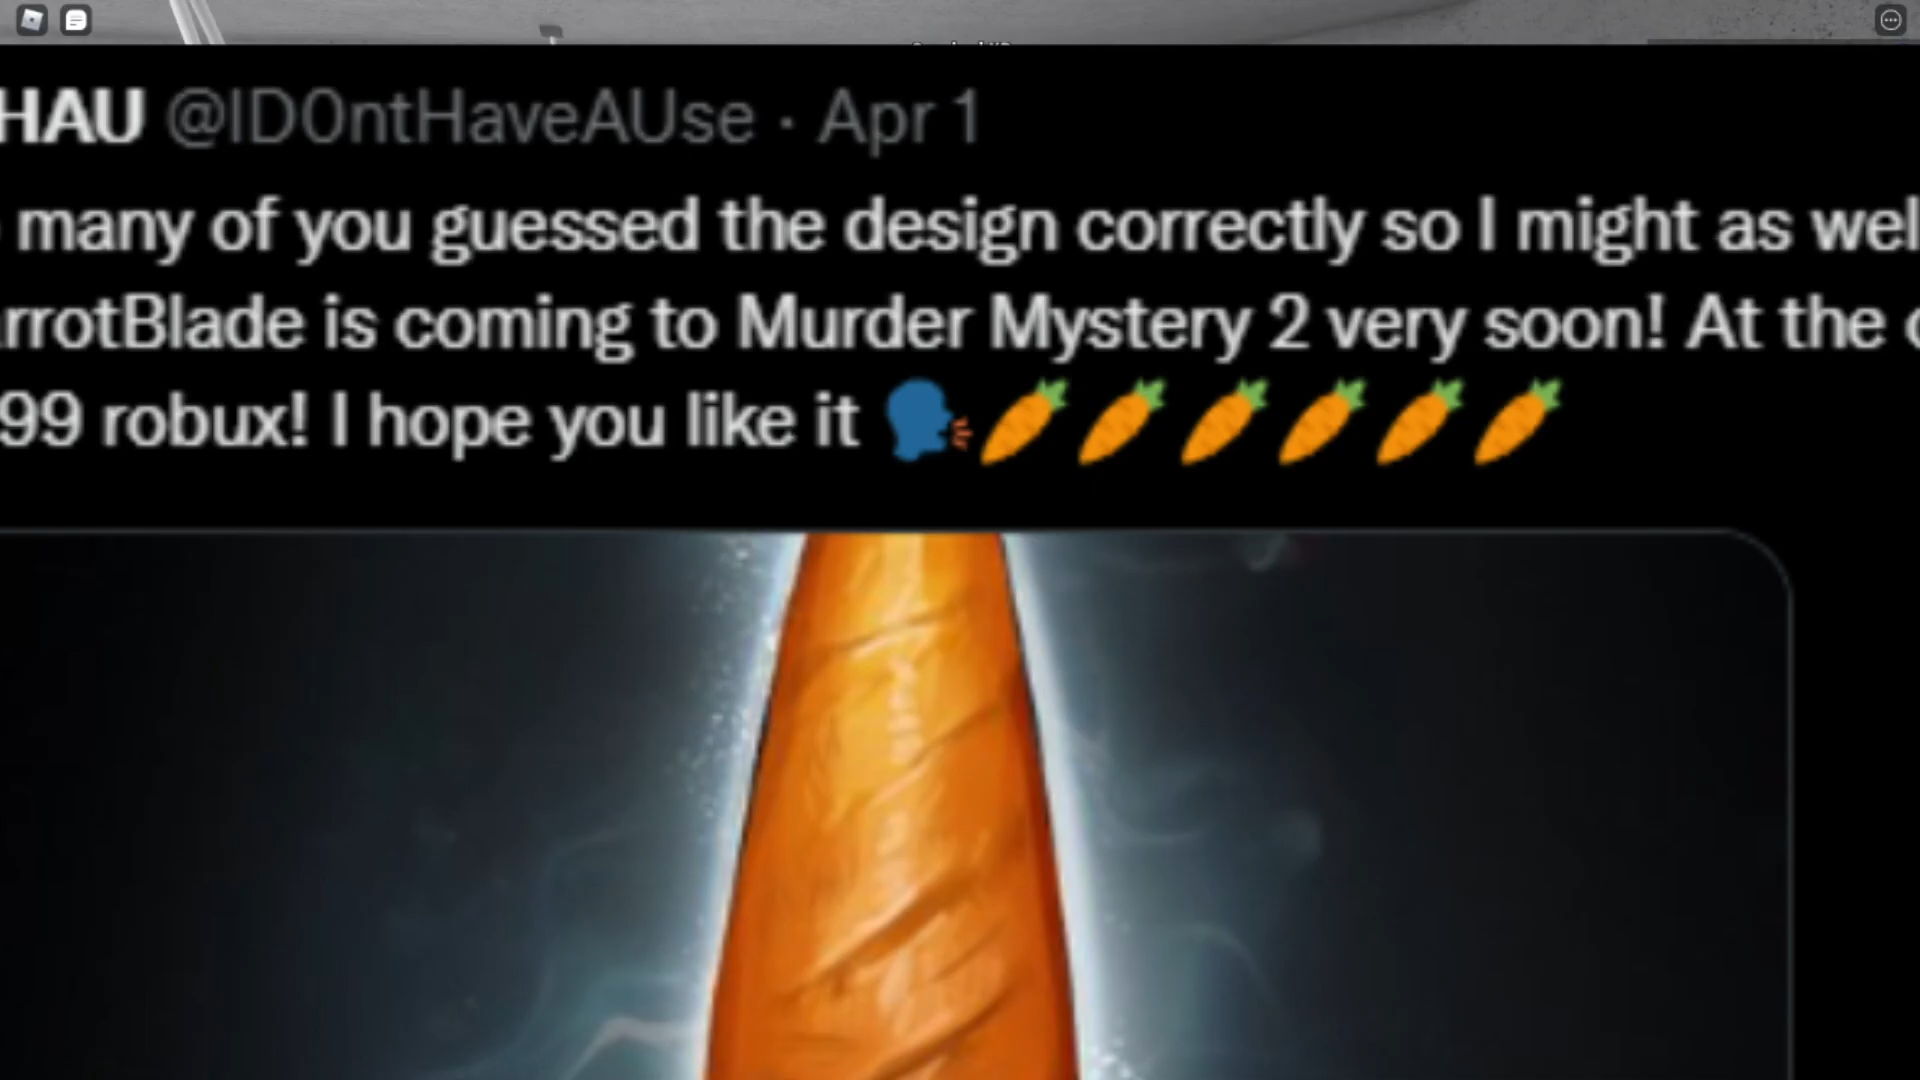 HAU @ID0ntHaveAUse · Apr 1
many of you guessed the design correctly so I might as wel
rrotBlade is coming to Murder Mystery 2 very soon! At the
99 robux! I hope you like it 🗣️🥕🥕🥕🥕🥕🥕